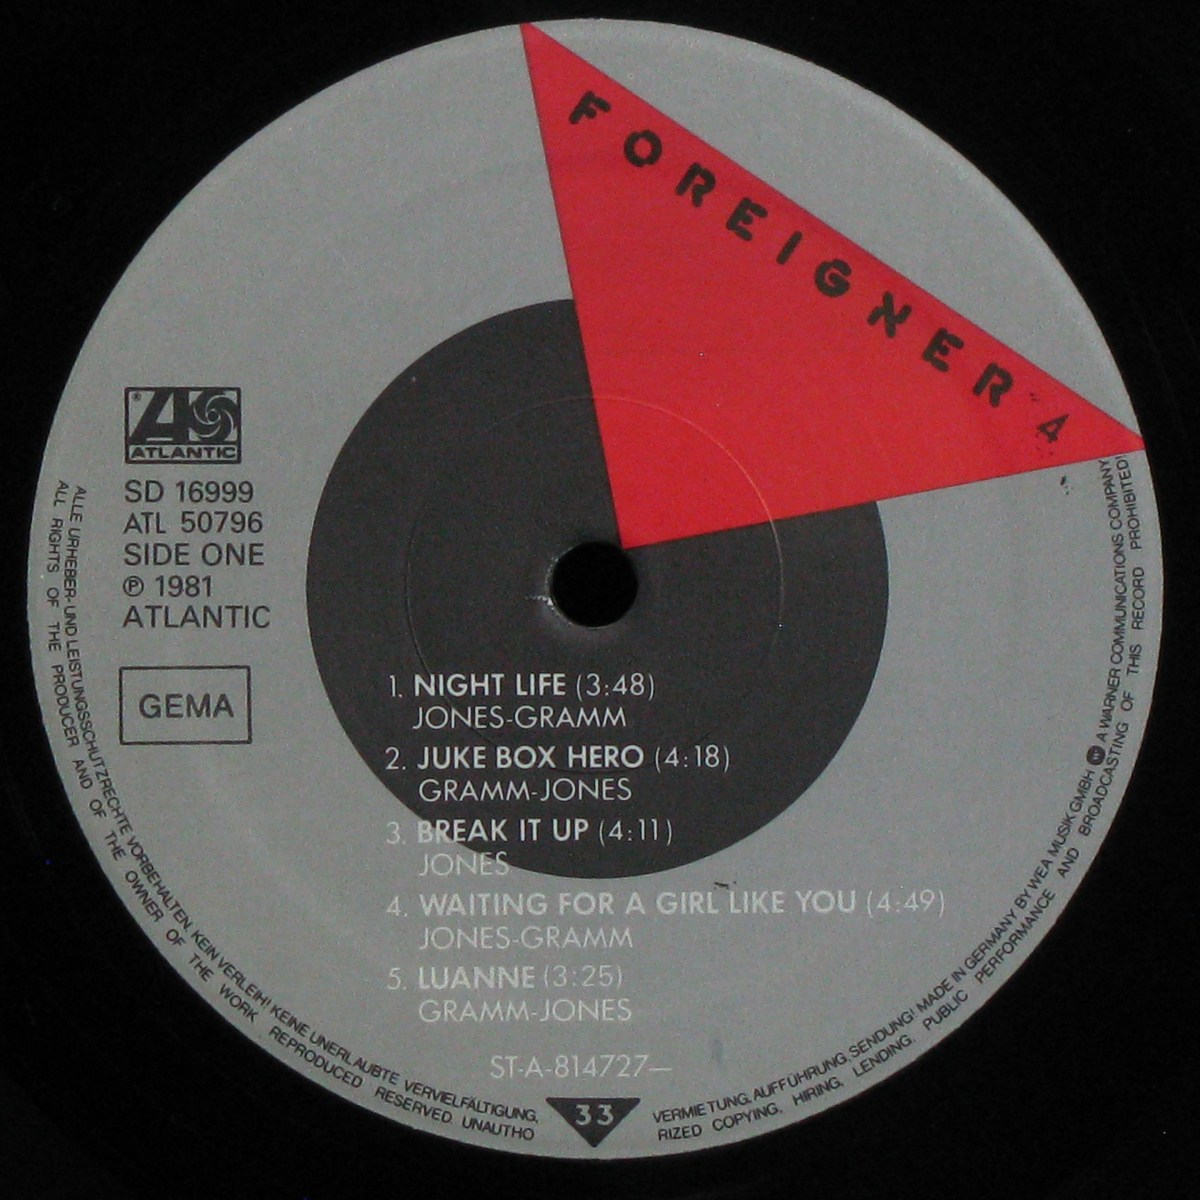 FOREIGNER 4
ATLANTIC
SD 16999
ATL 50796
SIDE ONE
℗ 1981
ATLANTIC
GEMA
1. NIGHT LIFE (3:48)
JONES-GRAMM
2. JUKE BOX HERO (4:18)
GRAMM-JONES
3. BREAK IT UP (4:11)
JONES
4. WAITING FOR A GIRL LIKE YOU (4:49)
JONES-GRAMM
5. LUANNE (3:25)
GRAMM-JONES
ST-A-814727—
33
ALLE URHEBER- UND LEISTUNGSSCHUTZRECHTE VORBEHALTEN. KEIN VERLEIH! KEINE UNERLAUBTE VERVIELFÄLTIGUNG, VERMIETUNG, AUFFÜHRUNG, SENDUNG! MADE IN GERMANY BY WEA MUSIK GMBH A WARNER COMMUNICATIONS COMPANY
ALL RIGHTS OF THE PRODUCER AND OF THE OWNER OF THE WORK REPRODUCED RESERVED. UNAUTHORIZED COPYING, HIRING, LENDING, PUBLIC PERFORMANCE AND BROADCASTING OF THIS RECORD PROHIBITED!